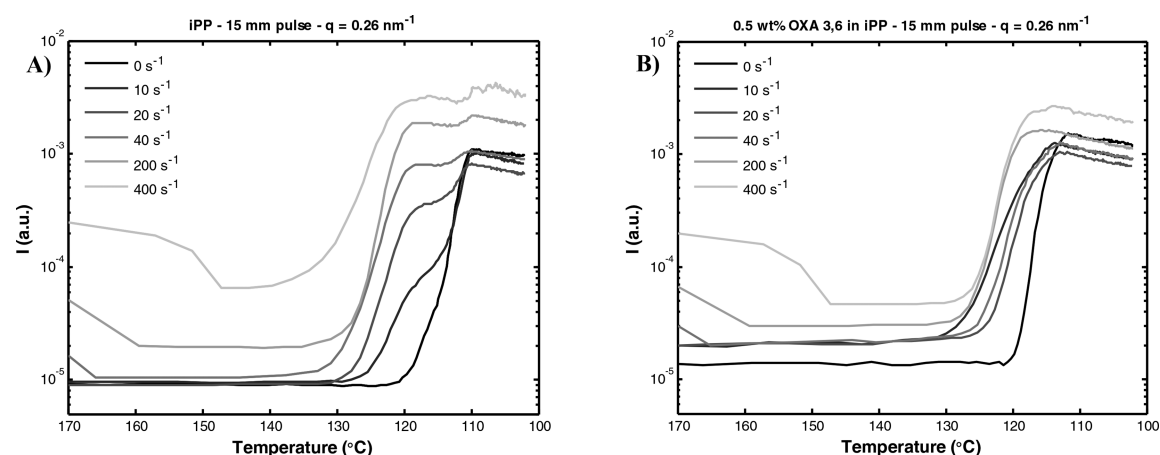 iPP - 15 mm pulse - q = 0.26 nm⁻¹
A)
10⁻²
10⁻³
10⁻⁴
10⁻⁵
I (a.u.)
0 s⁻¹
10 s⁻¹
20 s⁻¹
40 s⁻¹
200 s⁻¹
400 s⁻¹
170 160 150 140 130 120 110 100
Temperature (°C)
0.5 wt% OXA 3,6 in iPP - 15 mm pulse - q = 0.26 nm⁻¹
B)
10⁻²
10⁻³
10⁻⁴
10⁻⁵
I (a.u.)
0 s⁻¹
10 s⁻¹
20 s⁻¹
40 s⁻¹
200 s⁻¹
400 s⁻¹
170 160 150 140 130 120 110 100
Temperature (°C)